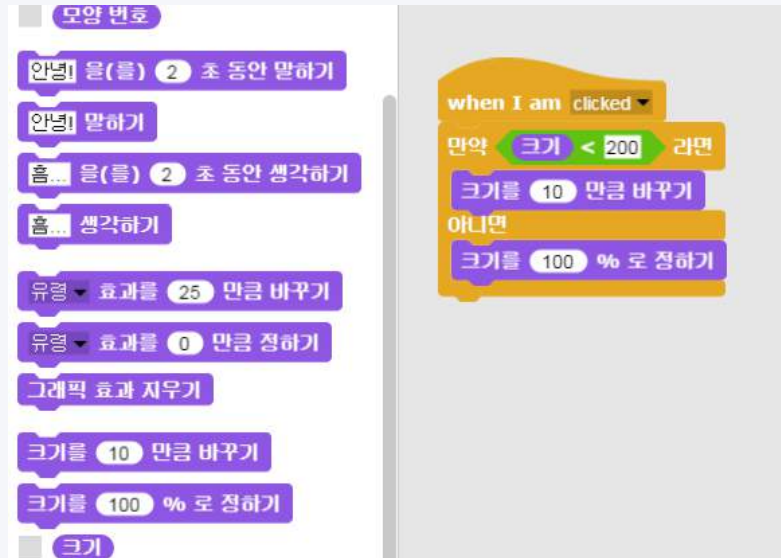 모양 번호
안녕! 을(를) 2 초 동안 말하기
안녕! 말하기
흠... 을(를) 2 초 동안 생각하기
흠... 생각하기
유령 효과를 25 만큼 바꾸기
유령 효과를 0 만큼 정하기
그래픽 효과 지우기
크기를 10 만큼 바꾸기
크기를 100 % 로 정하기
크기
when I am clicked
만약 크기 < 200 라면
크기를 10 만큼 바꾸기
아니면
크기를 100 % 로 정하기